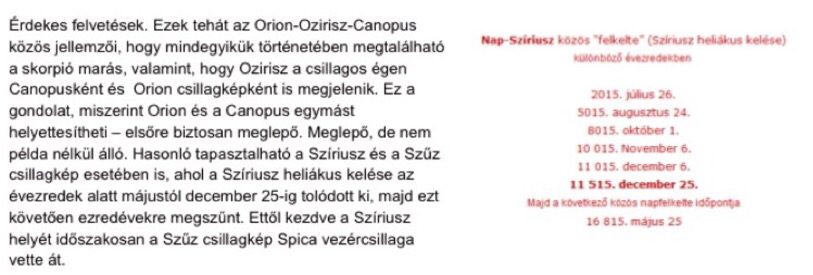 Érdekes felvetések. Ezek tehát az Orion-Ozirisz-Canopus
közös jellemzői, hogy mindegyikük történetében megtalálható
a skorpió marás, valamint, hogy Ozirisz a csillagos égen
Canopusként és Orion csillagképként is megjelenik. Ez a
gondolat, miszerint Orion és a Canopus egymást
helyettesítheti – elsőre biztosan meglepő. Meglepő, de nem
példa nélkül álló. Hasonló tapasztalható a Szíriusz és a Szűz
csillagkép esetében is, ahol a Szíriusz heliákus kelése az
évezredek alatt májustól december 25-ig tolódott ki, majd ezt
követően ezredévekre megszűnt. Ettől kezdve a Szíriusz
helyét időszakosan a Szűz csillagkép Spica vezércsillaga
vette át.
Nap-Szíriusz közös "felkelte" (Szíriusz heliákus kelése)
különböző évezredekben
2015. július 26.
5015. augusztus 24.
8015. október 1.
10 015. November 6.
11 015. december 6.
11 515. december 25.
Majd a következő közös napfelkelte időpontja
16 815. május 25